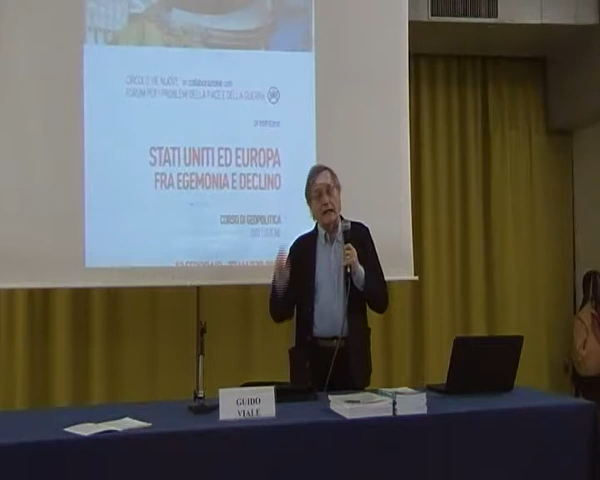 CIRCOLO VIE NUOVE in collaborazione con
FORUM PER I PROBLEMI DELLA PACE E DELLA GUERRA
STATI UNITI ED EUROPA
FRA EGEMONIA E DECLINO
CORSO DI GEOPOLITICA
GUIDO
VIALE